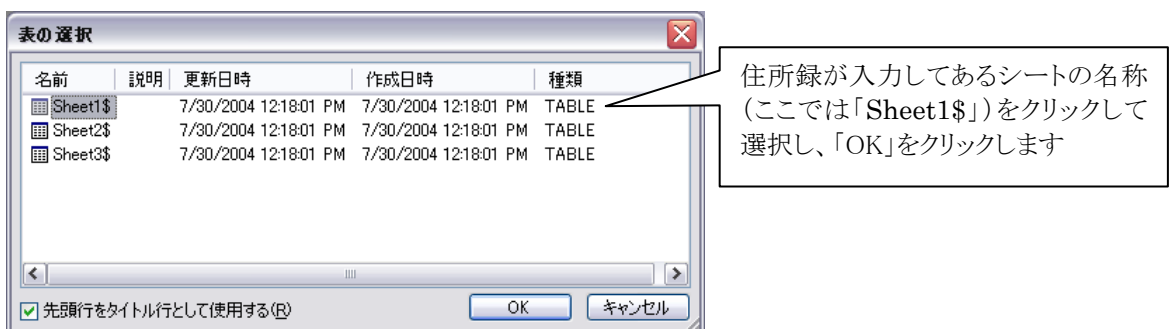 表の選択
名前 説明 更新日時 作成日時 種類
Sheet1$ 7/30/2004 12:18:01 PM 7/30/2004 12:18:01 PM TABLE
Sheet2$ 7/30/2004 12:18:01 PM 7/30/2004 12:18:01 PM TABLE
Sheet3$ 7/30/2004 12:18:01 PM 7/30/2004 12:18:01 PM TABLE
先頭行をタイトル行として使用する(R) OK キャンセル
住所録が入力してあるシートの名称
(ここでは「Sheet1$」)をクリックして
選択し、「OK」をクリックします